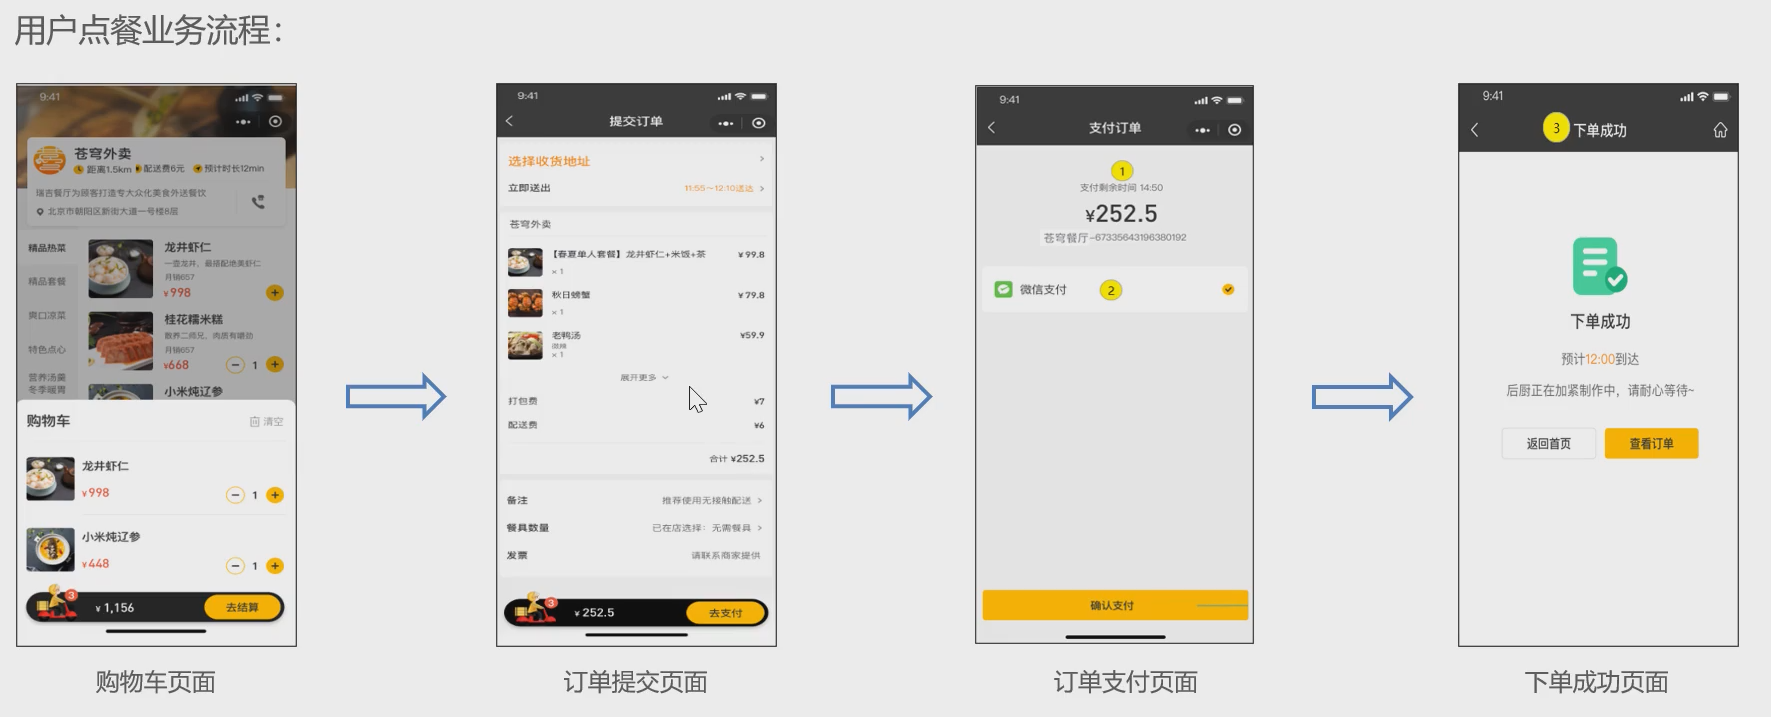 用户点餐业务流程：
9:41
苍穹外卖
距离1.5km 配送费6元 预计时长12min
瑞吉餐厅为顾客打造专大众化美食外送餐饮
北京市朝阳区新街大道一号楼8层
精品热菜
精品套餐
爽口凉菜
特色点心
营养汤羹
冬季暖胃
龙井虾仁
一壶龙井，最搭配绝美虾仁
月销657
¥998
桂花糯米糕
散养二师兄，肉质有嚼劲
月销657
¥668
1
小米炖辽参
购物车
清空
龙井虾仁
¥998
1
小米炖辽参
¥448
1
3
¥1,156
去结算
购物车页面
9:41
提交订单
选择收货地址
立即送出
11:55~12:10送达
苍穹外卖
【春夏单人套餐】龙井虾仁+米饭+茶
¥99.8
×1
秋日螃蟹
¥79.8
×1
老鸭汤
¥59.9
微辣
×1
展开更多
打包费
¥7
配送费
¥6
合计 ¥252.5
备注
推荐使用无接触配送
餐具数量
已在店选择：无需餐具
发票
请联系商家提供
3
¥252.5
去支付
订单提交页面
9:41
支付订单
1
支付剩余时间 14:50
¥252.5
苍穹餐厅-67335643196380192
微信支付
2
确认支付
订单支付页面
9:41
3
下单成功
下单成功
预计12:00到达
后厨正在加紧制作中，请耐心等待~
返回首页
查看订单
下单成功页面